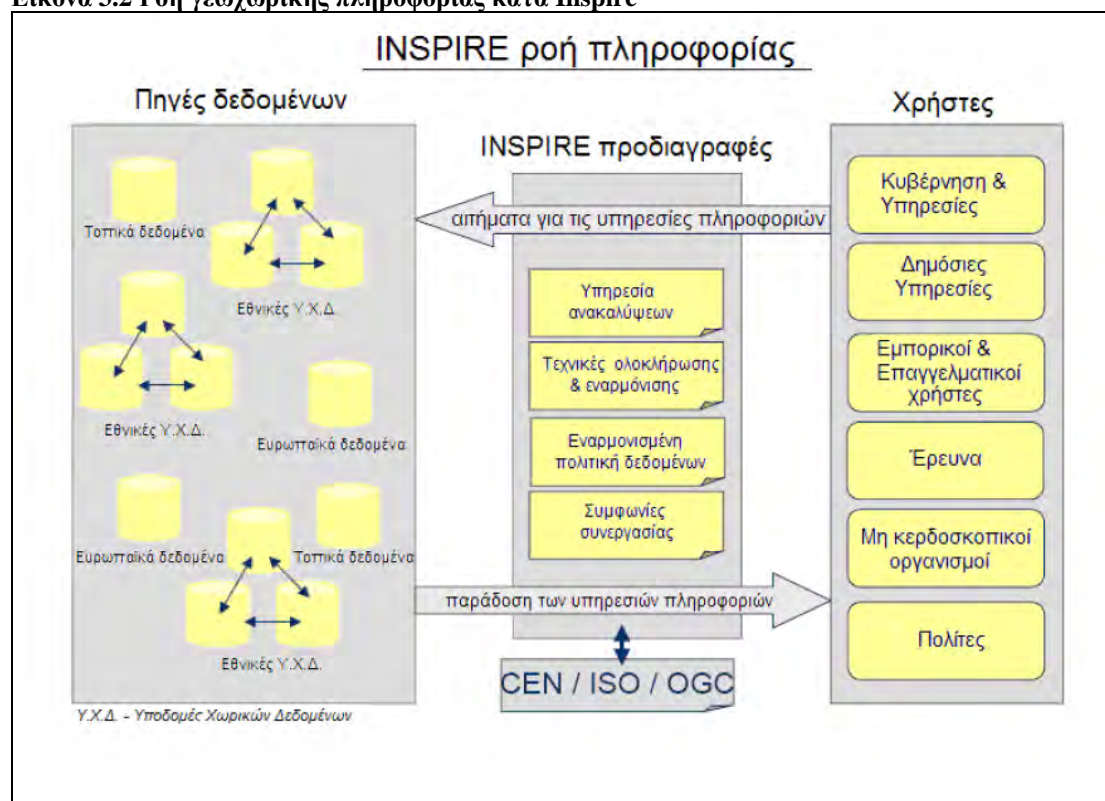 Εικόνα 3.2 Ροή γεωχωρικής πληροφορίας κατά Inspire
INSPIRE ροή πληροφορίας
Πηγές δεδομένων
Τοπικά δεδομένα
Εθνικές Υ.Χ.Δ.
Εθνικές Υ.Χ.Δ.
Ευρωπαϊκά δεδομένα
Ευρωπαϊκά δεδομένα
Τοπικά δεδομένα
Εθνικές Υ.Χ.Δ.
Υ.Χ.Δ. - Υποδομές Χωρικών Δεδομένων
INSPIRE προδιαγραφές
αιτήματα για τις υπηρεσίες πληροφοριών
Υπηρεσία
ανακαλύψεων
Τεχνικές ολοκλήρωσης
& εναρμόνισης
Εναρμονισμένη
πολιτική δεδομένων
Συμφωνίες
συνεργασίας
παράδοση των υπηρεσιών πληροφοριών
CEN / ISO / OGC
Χρήστες
Κυβέρνηση &
Υπηρεσίες
Δημόσιες
Υπηρεσίες
Εμπορικοί &
Επαγγελματικοί
χρήστες
Έρευνα
Μη κερδοσκοπικοί
οργανισμοί
Πολίτες